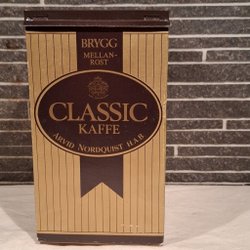 BRYGG
MELLAN-
ROST
CLASSIC
KAFFE
ARVID NORDQUIST H.A.B.